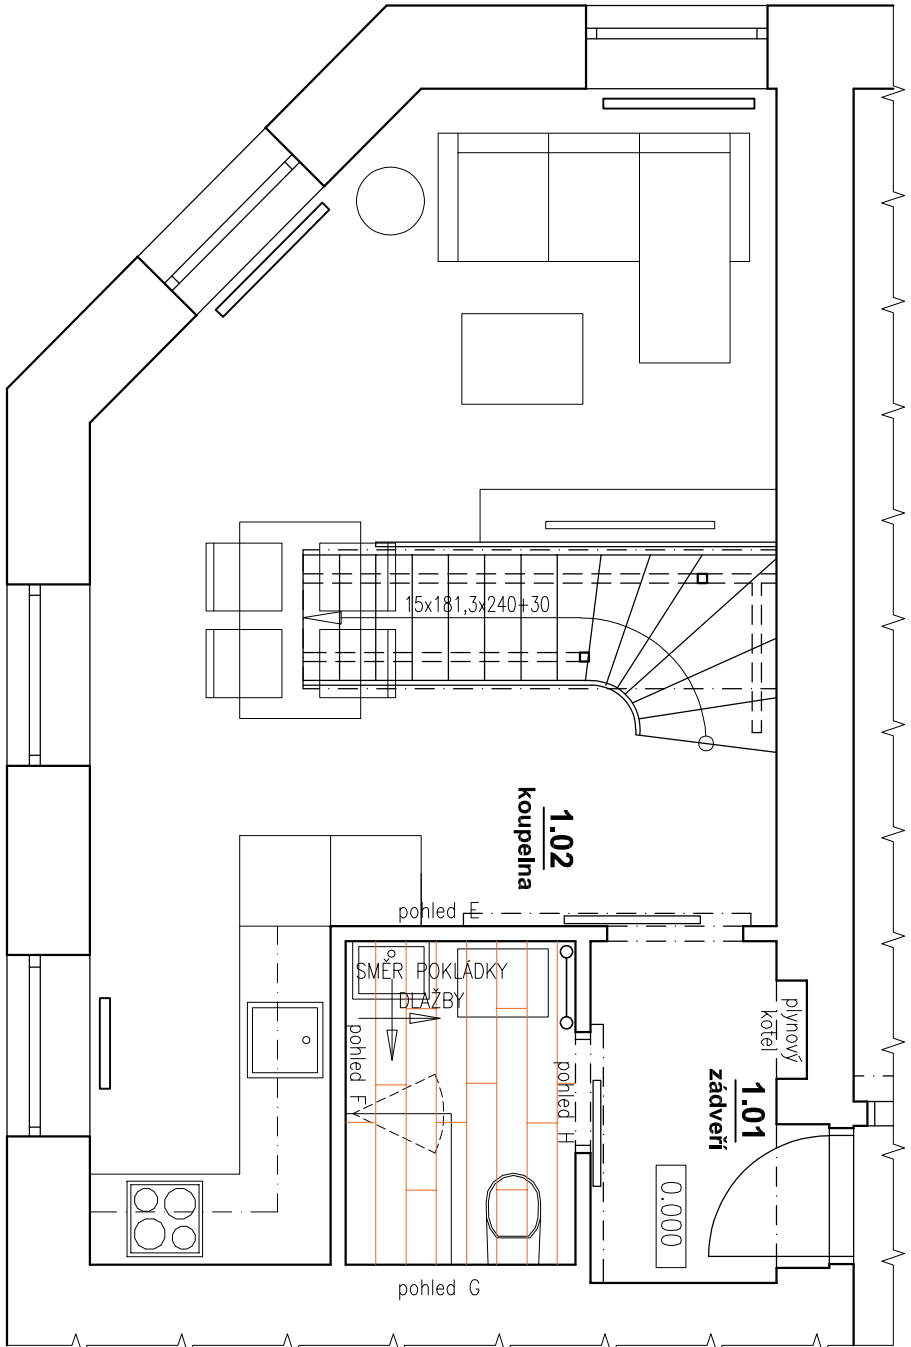 15x181,3x240+30
1.02
koupelna
pohled E
SMĚR POKLÁDKY
DLAŽBY
pohled F
pohled H
plynový
kotel
1.01
zádveří
0.000
pohled G